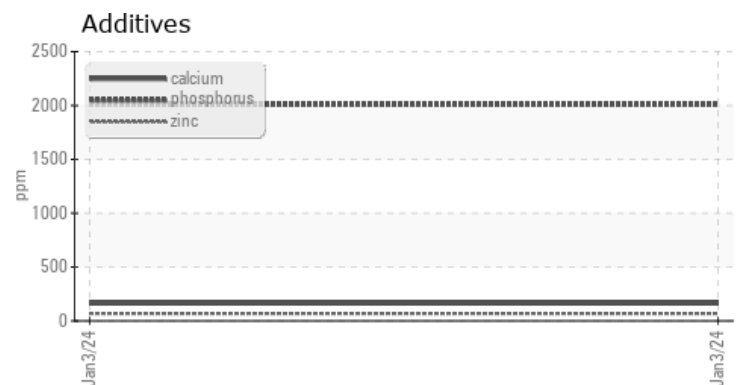 Additives
2500
2000
1500
1000
500
0
ppm
calcium
phosphorus
zinc
Jan3/24
Jan3/24